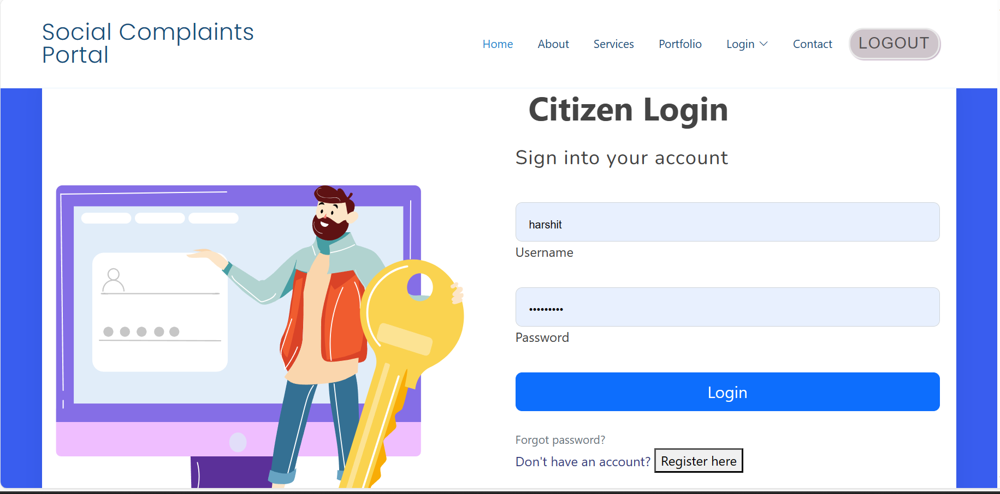 Social Complaints
Portal
Home About Services Portfolio Login Contact LOGOUT
Citizen Login
Sign into your account
harshit
Username
•••••••••
Password
Login
Forgot password?
Don't have an account? Register here